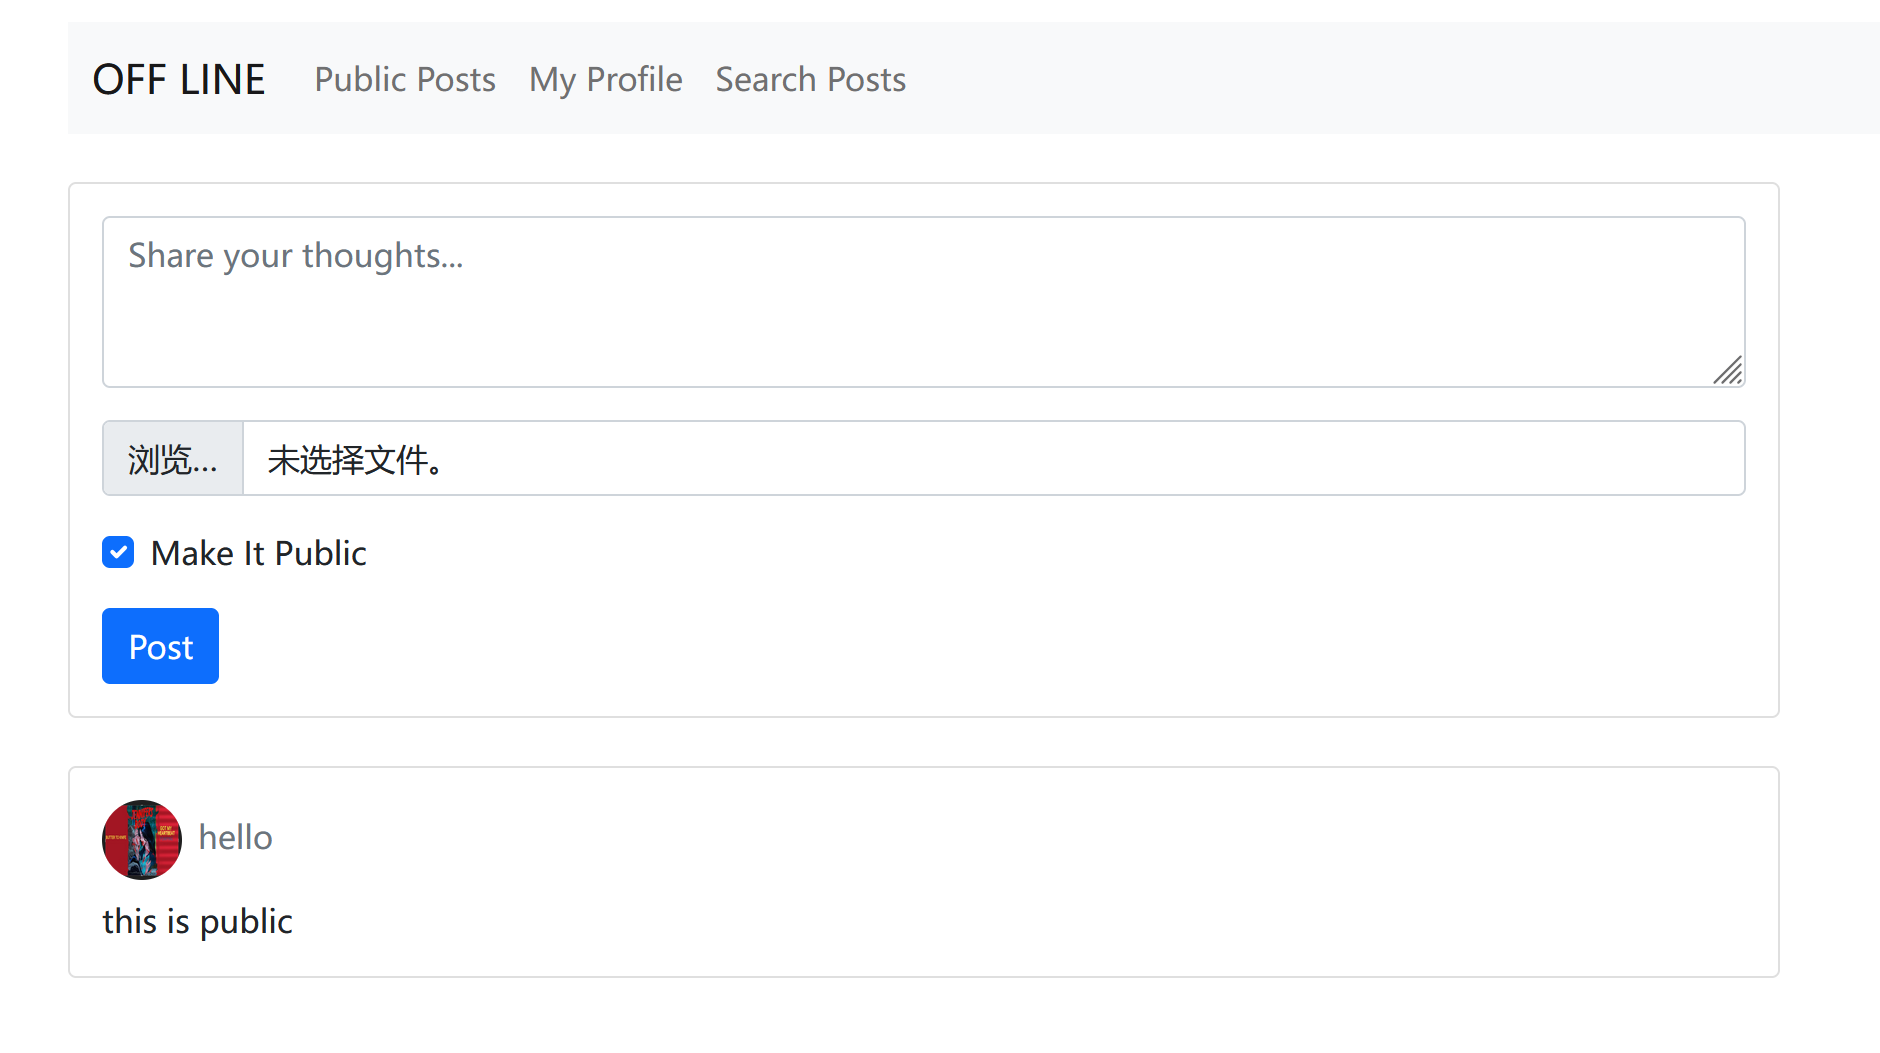 OFF LINE Public Posts My Profile Search Posts
Share your thoughts...
浏览... 未选择文件。
Make It Public
Post
hello
this is public